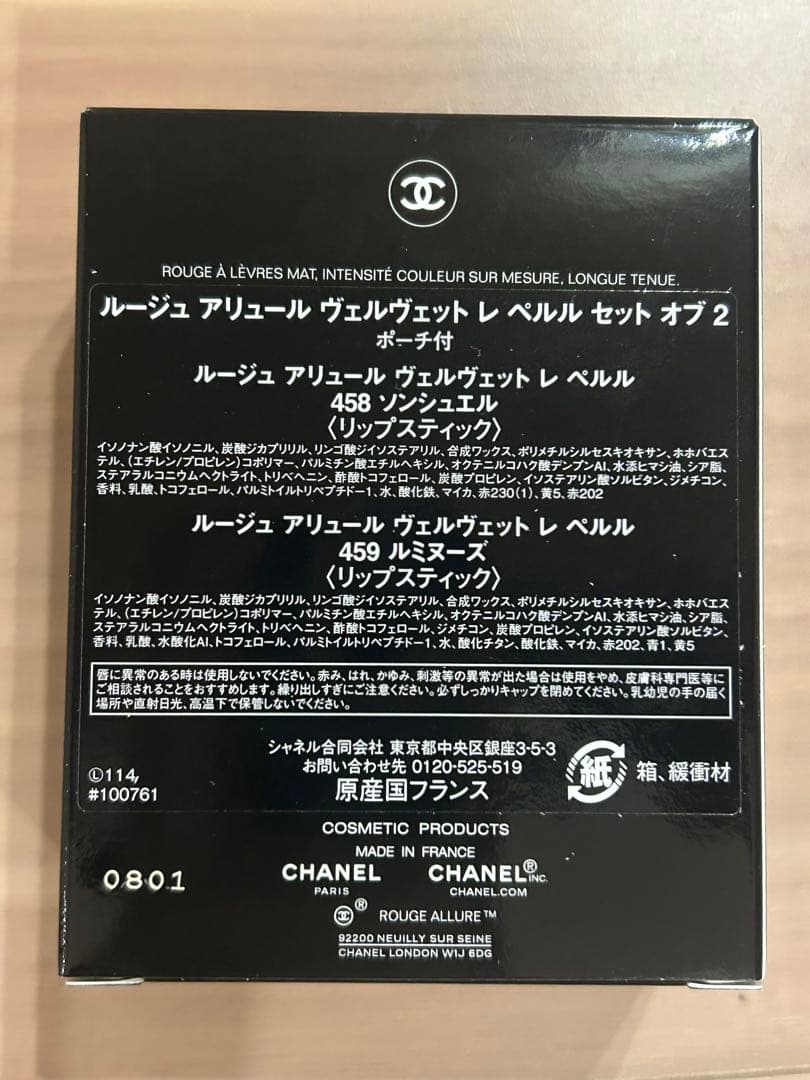 ROUGE À LÈVRES MAT, INTENSITÉ COULEUR SUR MESURE, LONGUE TENUE.
ルージュ アリュール ヴェルヴェット レ ペルル セット オブ 2
ポーチ付
ルージュ アリュール ヴェルヴェット レ ペルル
458 ソンシュエル
〈リップスティック〉
イソノナン酸イソノニル、炭酸ジカプリリル、リンゴ酸ジイソステアリル、合成ワックス、ポリメチルシルセスキオキサン、ホホバエス
テル、(エチレン/プロピレン)コポリマー、パルミチン酸エチルヘキシル、オクテニルコハク酸デンプンAl、水添ヒマシ油、シア脂、
ステアラルコニウムヘクトライト、トリベヘニン、酢酸トコフェロール、炭酸プロピレン、イソステアリン酸ソルビタン、ジメチコン、
香料、乳酸、トコフェロール、パルミトイルトリペプチド-1、水、酸化鉄、マイカ、赤230(1)、黄5、赤202
ルージュ アリュール ヴェルヴェット レ ペルル
459 ルミヌーズ
〈リップスティック〉
イソノナン酸イソノニル、炭酸ジカプリリル、リンゴ酸ジイソステアリル、合成ワックス、ポリメチルシルセスキオキサン、ホホバエス
テル、(エチレン/プロピレン)コポリマー、パルミチン酸エチルヘキシル、オクテニルコハク酸デンプンAl、水添ヒマシ油、シア脂、
ステアラルコニウムヘクトライト、トリベヘニン、酢酸トコフェロール、ジメチコン、炭酸プロピレン、イソステアリン酸ソルビタン、
香料、乳酸、水酸化Al、トコフェロール、パルミトイルトリペプチド-1、水、酸化チタン、酸化鉄、マイカ、赤202、青1、黄5
唇に異常のある時は使用しないでください。赤み、はれ、かゆみ、刺激等の異常が出た場合は使用をやめ、皮膚科専門医等に
ご相談されることをおすすめします。繰り出しすぎにご注意ください。必ずしっかりキャップを閉めてください。乳幼児の手の届く
場所や直射日光、高温下で保管しないでください。
シャネル合同会社 東京都中央区銀座3-5-3
お問い合わせ先 0120-525-519
原産国フランス
紙 箱、緩衝材
Ⓛ114,
#100761
COSMETIC PRODUCTS
MADE IN FRANCE
CHANEL CHANEL® INC.
PARIS CHANEL.COM
0801
® ROUGE ALLURE™
92200 NEUILLY SUR SEINE
CHANEL LONDON W1J 6DG